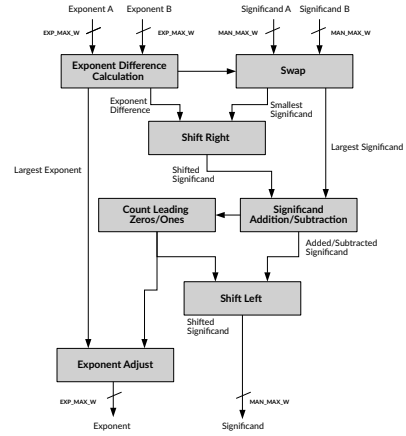 Exponent A
Exponent B
Significand A
Significand B
EXP_MAX_W
EXP_MAX_W
MAN_MAX_W
MAN_MAX_W
Exponent Difference
Calculation
Swap
Exponent
Difference
Smallest
Significand
Shift Right
Largest Significand
Largest Exponent
Shifted
Significand
Count Leading
Zeros/Ones
Significand
Addition/Subtraction
Added/Subtracted
Significand
Shift Left
Shifted
Significand
Exponent Adjust
EXP_MAX_W
MAN_MAX_W
Exponent
Significand